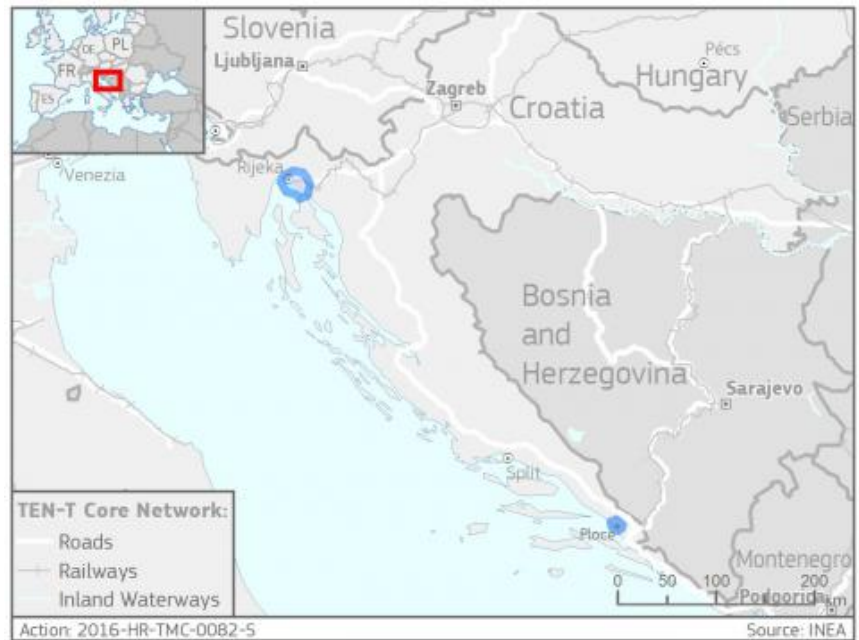 DE
PL
FR
ES
Slovenia
Ljubljana
Pécs
Hungary
Zagreb
Croatia
Serbia
Venezia
Rijeka
Bosnia
and
Herzegovina
Sarajevo
Split
Ploce
Montenegro
Podgorica
0 50 100 200
km
TEN-T Core Network:
Roads
Railways
Inland Waterways
Action: 2016-HR-TMC-0082-S
Source: INEA